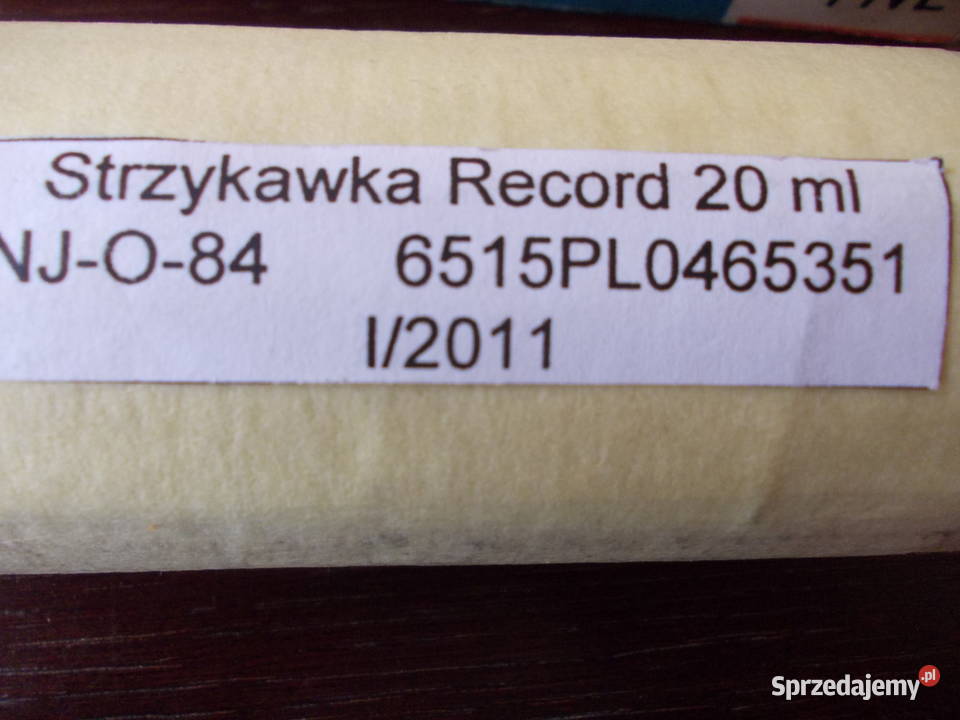 Strzykawka Record 20 ml
NJ-O-84 6515PL0465351
I/2011
Sprzedajemy.pl